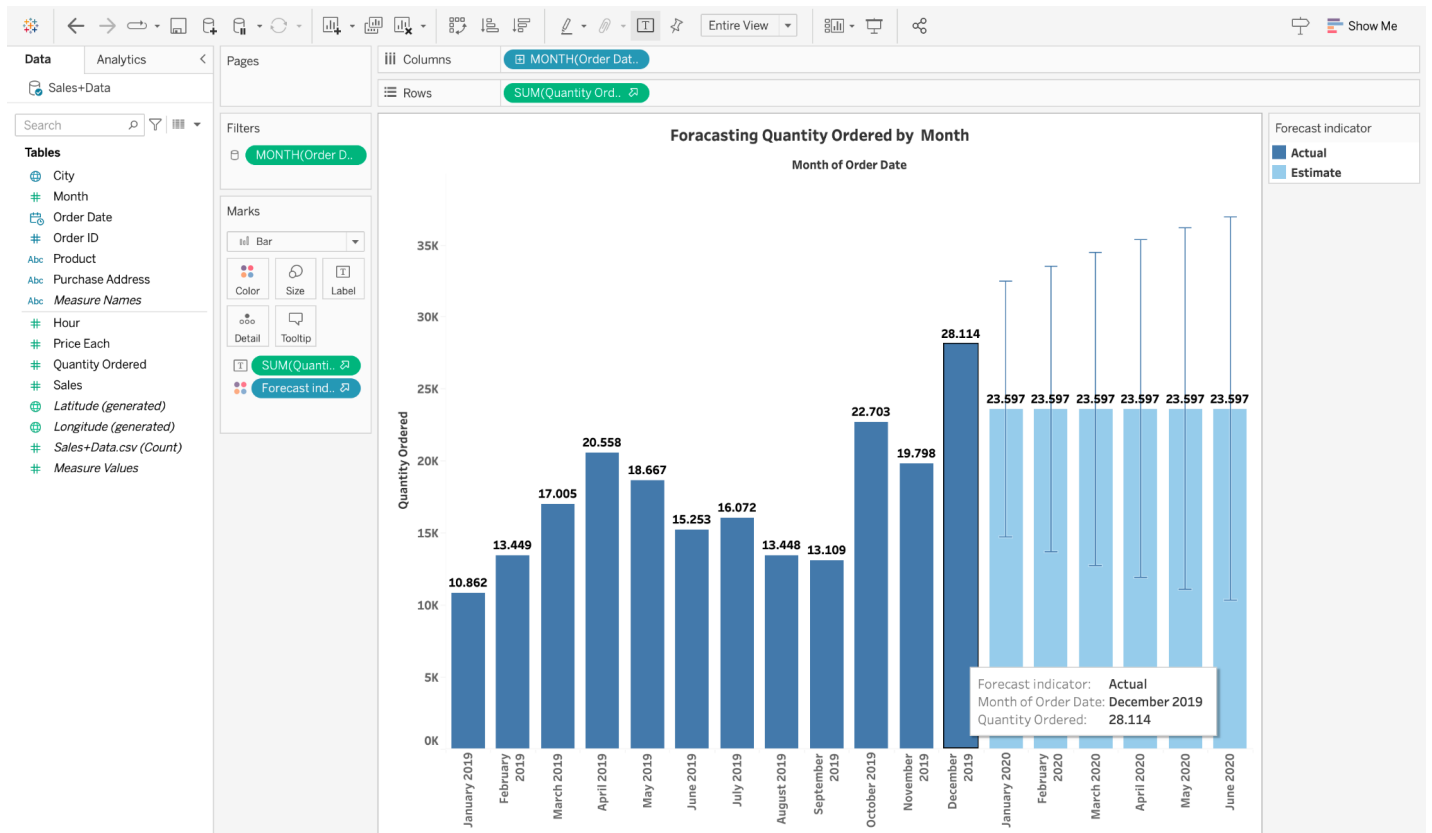 Entire View
Show Me
Data
Analytics
Sales+Data
Search
Tables
City
Month
Order Date
Order ID
Abc Product
Abc Purchase Address
Abc Measure Names
Hour
Price Each
Quantity Ordered
Sales
Latitude (generated)
Longitude (generated)
Sales+Data.csv (Count)
Measure Values
Pages
Filters
MONTH(Order D..
Marks
Bar
Color
Size
T
Label
Detail
Tooltip
T SUM(Quanti..
Forecast ind..
Columns
MONTH(Order Dat..
Rows
SUM(Quantity Ord..
Foracasting Quantity Ordered by Month
Month of Order Date
Quantity Ordered
35K
30K
25K
20K
15K
10K
5K
0K
10.862
13.449
17.005
20.558
18.667
15.253
16.072
13.448
13.109
22.703
19.798
28.114
23.597
23.597
23.597
23.597
23.597
23.597
Forecast indicator: Actual
Month of Order Date: December 2019
Quantity Ordered: 28.114
January 2019
February
2019
March 2019
April 2019
May 2019
June 2019
July 2019
August 2019
September
2019
October 2019
November
2019
December
2019
January 2020
February
2020
March 2020
April 2020
May 2020
June 2020
Forecast indicator
Actual
Estimate